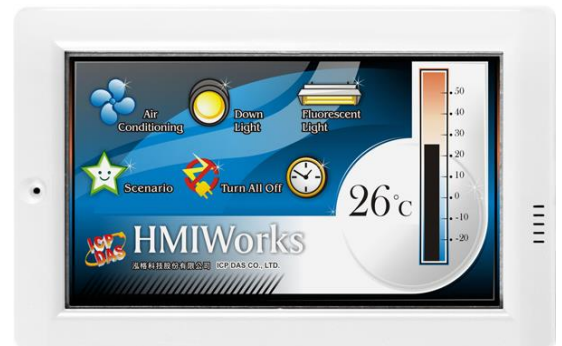 Air
Conditioning
Down
Light
Fluorescent
Light
Scenario
Turn All Off
26°c
50
40
30
20
10
0
-10
-20
ICP
DAS
HMIWorks
泓格科技股份有限公司 ICP DAS CO., LTD.